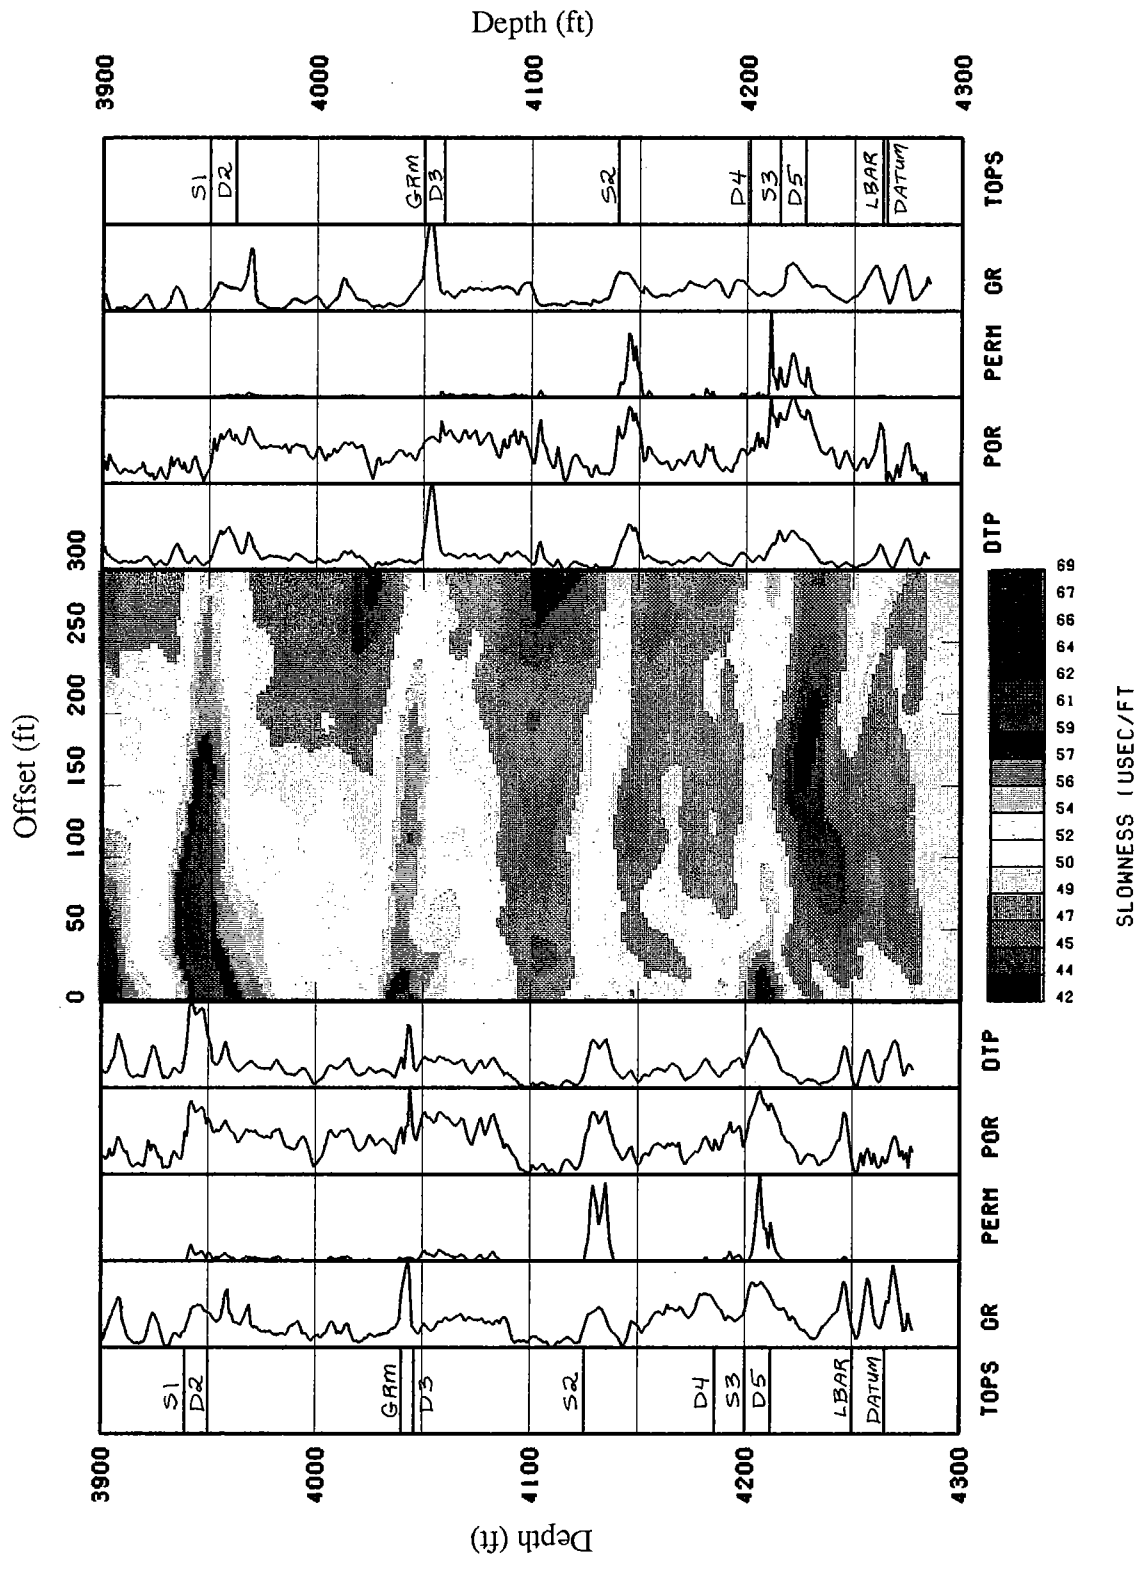 Depth (ft)
3900
4000
4100
4200
4300
S1
D2
GRM
D3
S2
D4
S3
D5
LBAR
DATUM
TOPS
GR
PERM
POR
DTP
Offset (ft)
300
250
200
150
100
50
0
69
67
66
64
62
61
59
57
56
54
52
50
49
47
45
44
42
SLOWNESS (USEC/FT
DTP
POR
PERM
GR
TOPS
S1
D2
GRM
D3
S2
D4
S3
D5
LBAR
DATUM
3900
4000
4100
4200
4300
Depth (ft)